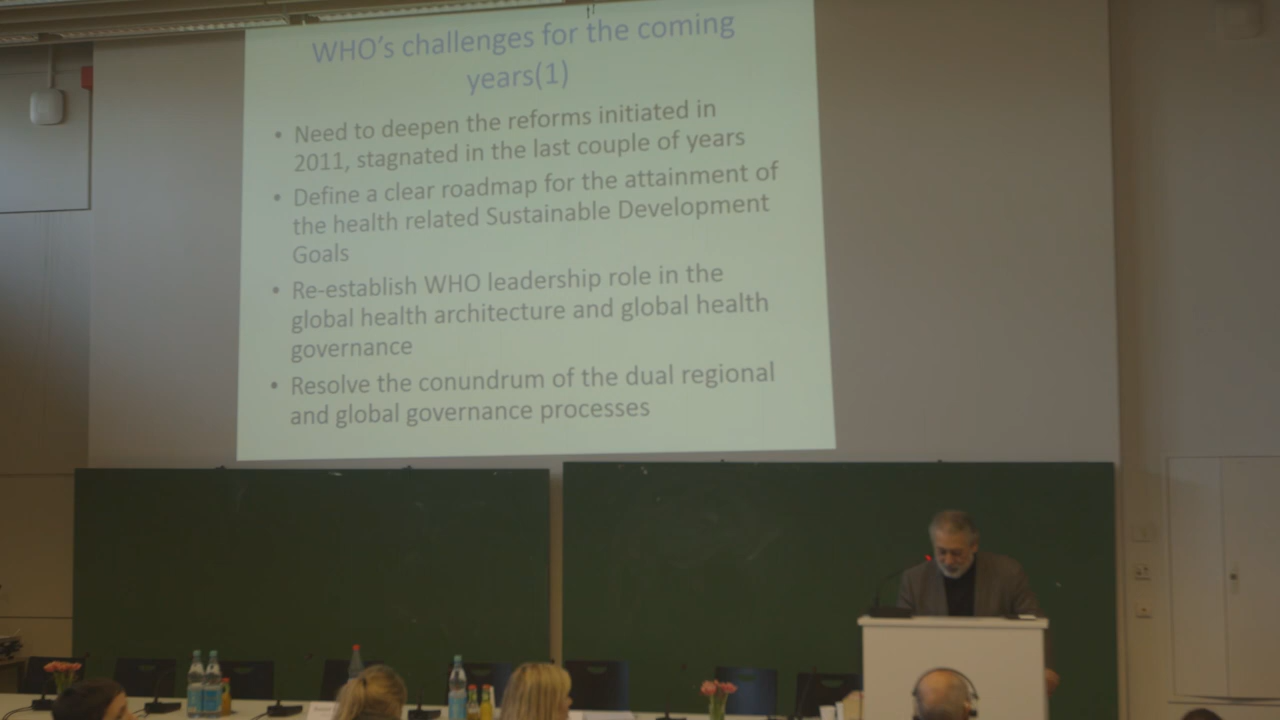 WHO's challenges for the coming
years(1)
• Need to deepen the reforms initiated in
2011, stagnated in the last couple of years
• Define a clear roadmap for the attainment of
the health related Sustainable Development
Goals
• Re-establish WHO leadership role in the
global health architecture and global health
governance
• Resolve the conundrum of the dual regional
and global governance processes